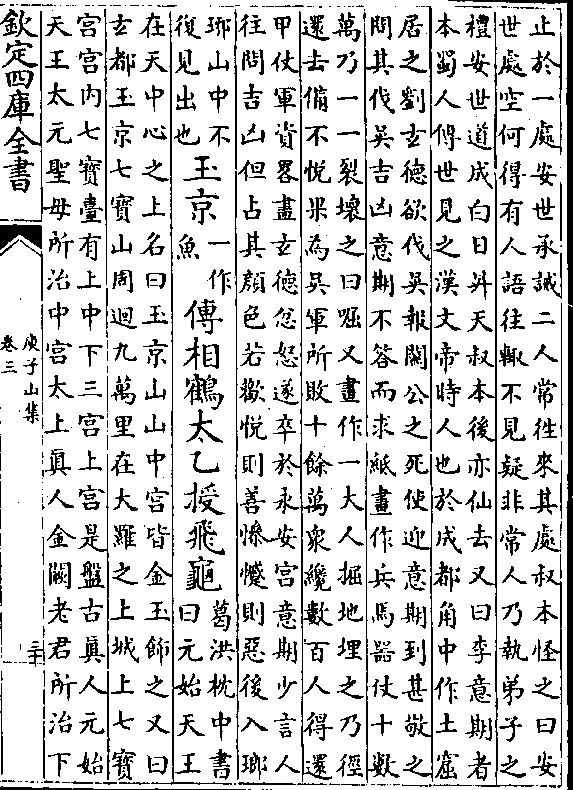 止於一處安世承誠二人常徃來其處叔本怪之曰安
世處空何得有人語往輒不見疑非常人乃執弟子之
禮安世道成白日昇天叔本後亦仙去又曰李意期者
本蜀人傳世見之漢文帝時人也於成都角中作土窟
居之劉玄德欲伐吳報關公之死使迎意期到甚敬之
問其伐吳吉凶意期不答而求紙畫作兵馬器仗十數
萬乃一一裂壞之曰咄又畫作一大人掘地埋之乃徑
還去備不悅果為吳軍所敗十餘萬衆纔數百人得還
甲仗軍資畧盡玄德忿怒遂卒於永安宮意期少言人
往問吉凶但占其顔色若歡悅則善慘慼則惡後入瑯
琊山中不
復見出也
玉京
一作
魚
傳相鶴太乙授飛龜
葛洪枕中書
曰元始天王
在天中心之上名曰玉京山山中宮皆金玉飾之又曰
玄都玉京七寶山周迴九萬里在大羅之上城上七寶
宮宮内七寶臺有上中下三宮上宮是盤古眞人元始
天王太元聖母所治中宮太上眞人金闕老君所治下
欽定四庫全書
庾子山集
卷三
三十